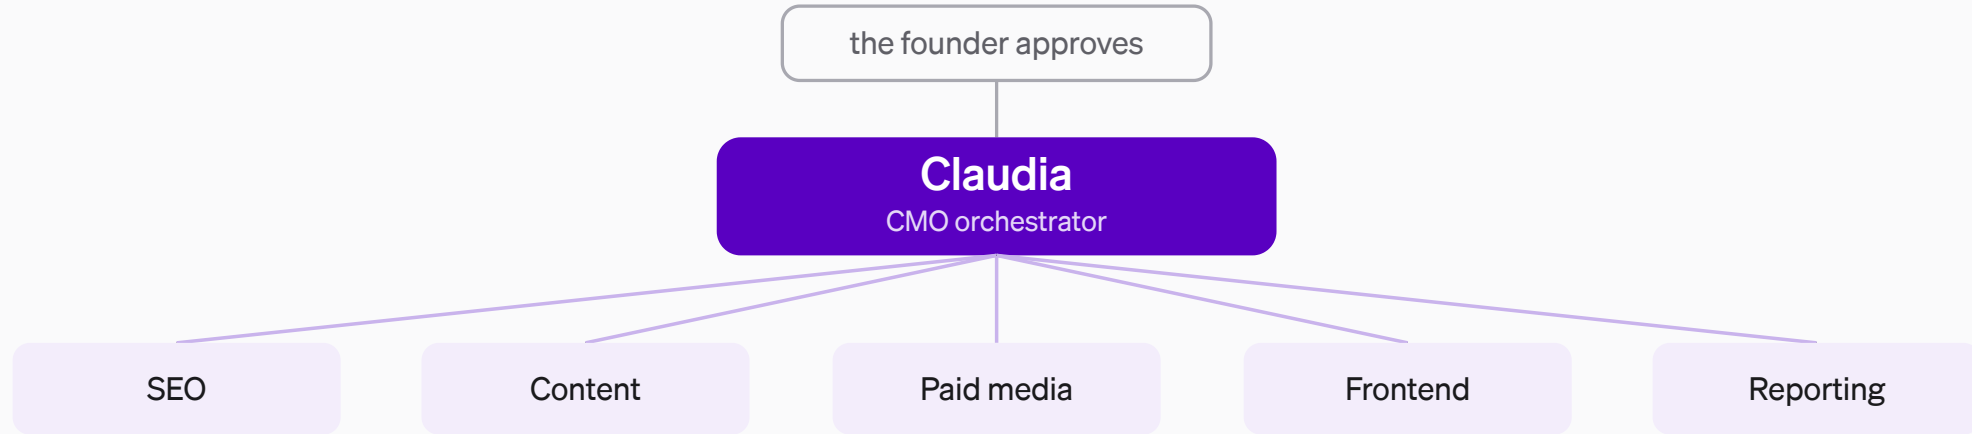 the founder approves
Claudia
CMO orchestrator
SEO
Content
Paid media
Frontend
Reporting